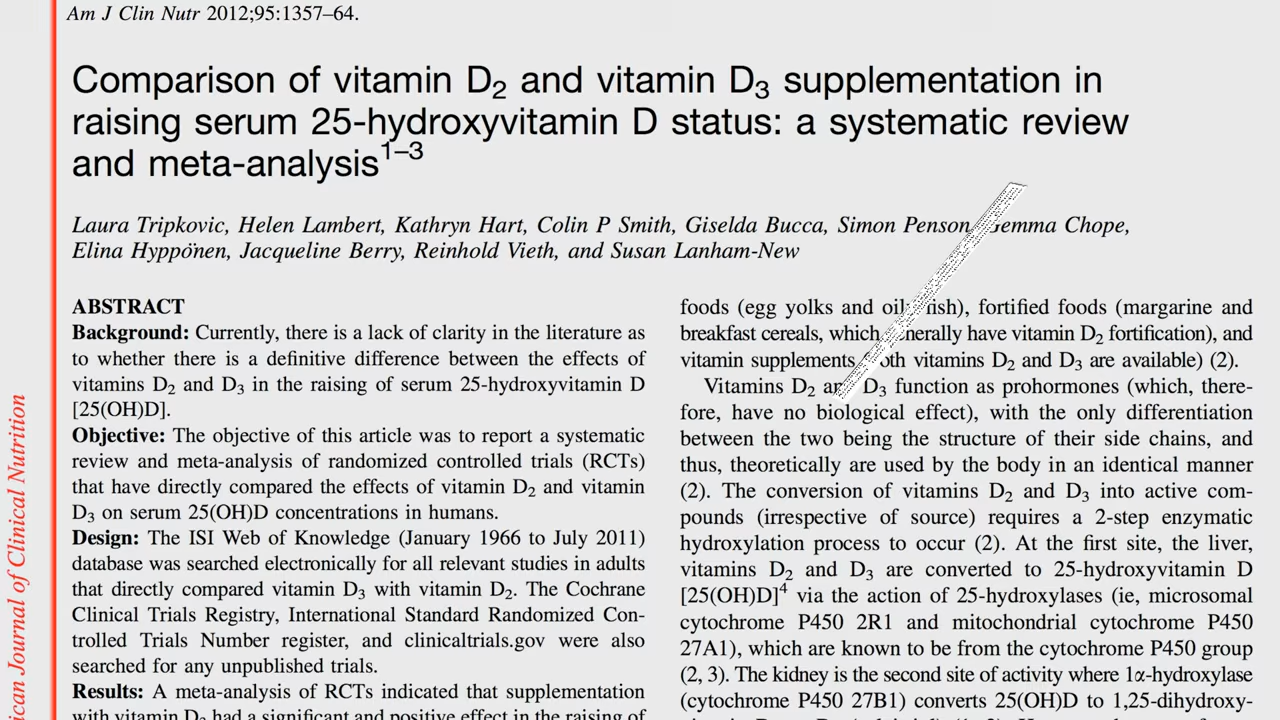 Am J Clin Nutr 2012;95:1357–64.
Comparison of vitamin D2 and vitamin D3 supplementation in
raising serum 25-hydroxyvitamin D status: a systematic review
and meta-analysis1–3
Laura Tripkovic, Helen Lambert, Kathryn Hart, Colin P Smith, Giselda Bucca, Simon Penson, Gemma Chope,
Elina Hyppönen, Jacqueline Berry, Reinhold Vieth, and Susan Lanham-New
ABSTRACT
Background: Currently, there is a lack of clarity in the literature as
to whether there is a definitive difference between the effects of
vitamins D2 and D3 in the raising of serum 25-hydroxyvitamin D
[25(OH)D].
Objective: The objective of this article was to report a systematic
review and meta-analysis of randomized controlled trials (RCTs)
that have directly compared the effects of vitamin D2 and vitamin
D3 on serum 25(OH)D concentrations in humans.
Design: The ISI Web of Knowledge (January 1966 to July 2011)
database was searched electronically for all relevant studies in adults
that directly compared vitamin D3 with vitamin D2. The Cochrane
Clinical Trials Registry, International Standard Randomized Con-
trolled Trials Number register, and clinicaltrials.gov were also
searched for any unpublished trials.
Results: A meta-analysis of RCTs indicated that supplementation
with vitamin D3 had a significant and positive effect in the raising of
foods (egg yolks and oily fish), fortified foods (margarine and
breakfast cereals, which generally have vitamin D2 fortification), and
vitamin supplements (both vitamins D2 and D3 are available) (2).
Vitamins D2 and D3 function as prohormones (which, there-
fore, have no biological effect), with the only differentiation
between the two being the structure of their side chains, and
thus, theoretically are used by the body in an identical manner
(2). The conversion of vitamins D2 and D3 into active com-
pounds (irrespective of source) requires a 2-step enzymatic
hydroxylation process to occur (2). At the first site, the liver,
vitamins D2 and D3 are converted to 25-hydroxyvitamin D
[25(OH)D]4 via the action of 25-hydroxylases (ie, microsomal
cytochrome P450 2R1 and mitochondrial cytochrome P450
27A1), which are known to be from the cytochrome P450 group
(2, 3). The kidney is the second site of activity where 1α-hydroxylase
(cytochrome P450 27B1) converts 25(OH)D to 1,25-dihydroxy-
ican Journal of Clinical Nutrition